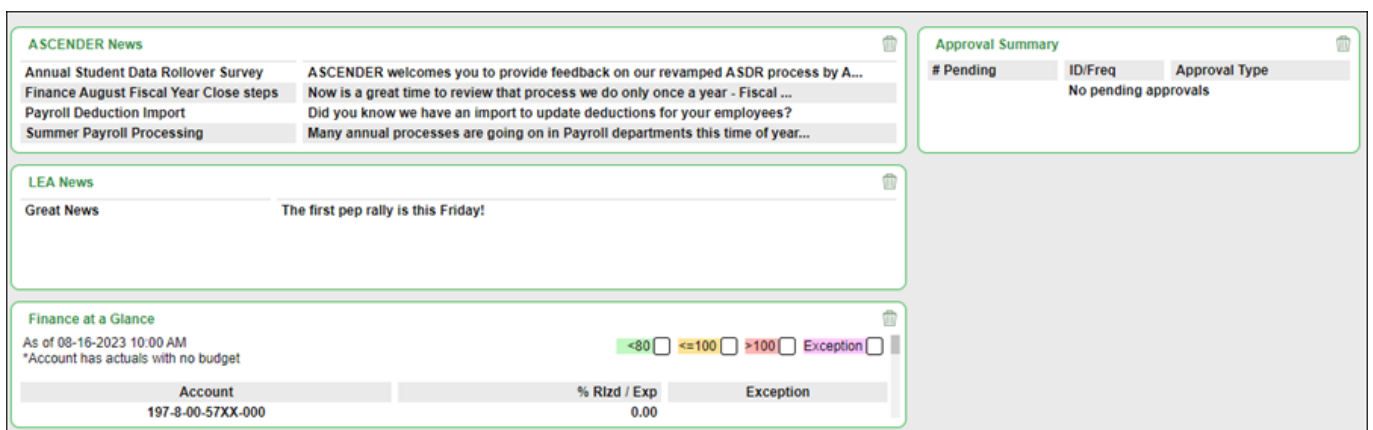 ASCENDER News
Annual Student Data Rollover Survey ASCENDER welcomes you to provide feedback on our revamped ASDR process by A...
Finance August Fiscal Year Close steps Now is a great time to review that process we do only once a year - Fiscal ...
Payroll Deduction Import Did you know we have an import to update deductions for your employees?
Summer Payroll Processing Many annual processes are going on in Payroll departments this time of year...
Approval Summary
# Pending ID/Freq Approval Type
No pending approvals
LEA News
Great News The first pep rally is this Friday!
Finance at a Glance
As of 08-16-2023 10:00 AM
*Account has actuals with no budget
<80 <=100 >100 Exception
Account % Rlzd / Exp Exception
197-8-00-57XX-000 0.00